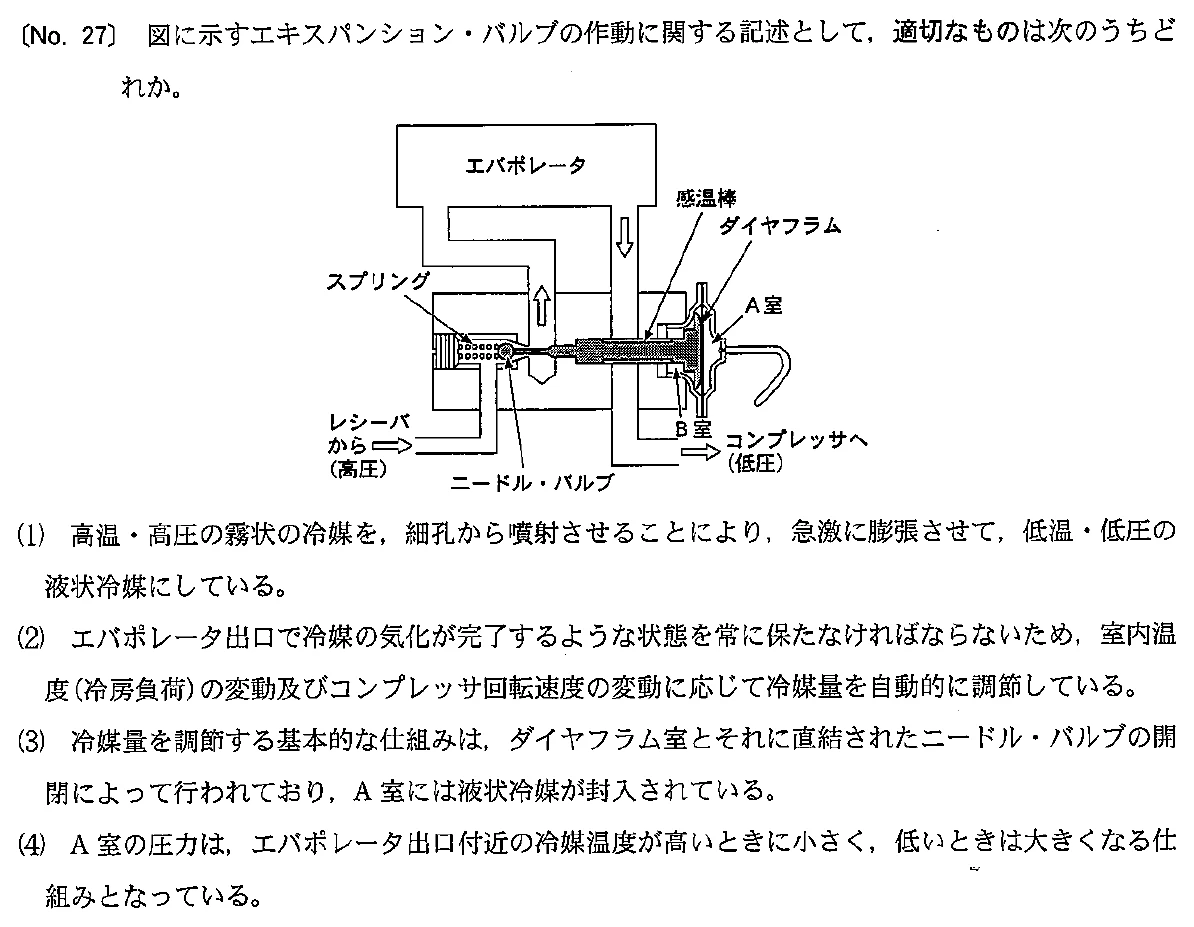 〔No. 27〕 図に示すエキスパンション・バルブの作動に関する記述として，適切なものは次のうちど
れか。
エバポレータ
感温棒
ダイヤフラム
スプリング
A室
レシーバ
から
(高圧)
B室
コンプレッサへ
(低圧)
ニードル・バルブ
(1) 高温・高圧の霧状の冷媒を，細孔から噴射させることにより，急激に膨張させて，低温・低圧の
液状冷媒にしている。
(2) エバポレータ出口で冷媒の気化が完了するような状態を常に保たなければならないため，室内温
度(冷房負荷)の変動及びコンプレッサ回転速度の変動に応じて冷媒量を自動的に調節している。
(3) 冷媒量を調節する基本的な仕組みは，ダイヤフラム室とそれに直結されたニードル・バルブの開
閉によって行われており，A室には液状冷媒が封入されている。
(4) A室の圧力は，エバポレータ出口付近の冷媒温度が高いときに小さく，低いときは大きくなる仕
組みとなっている。